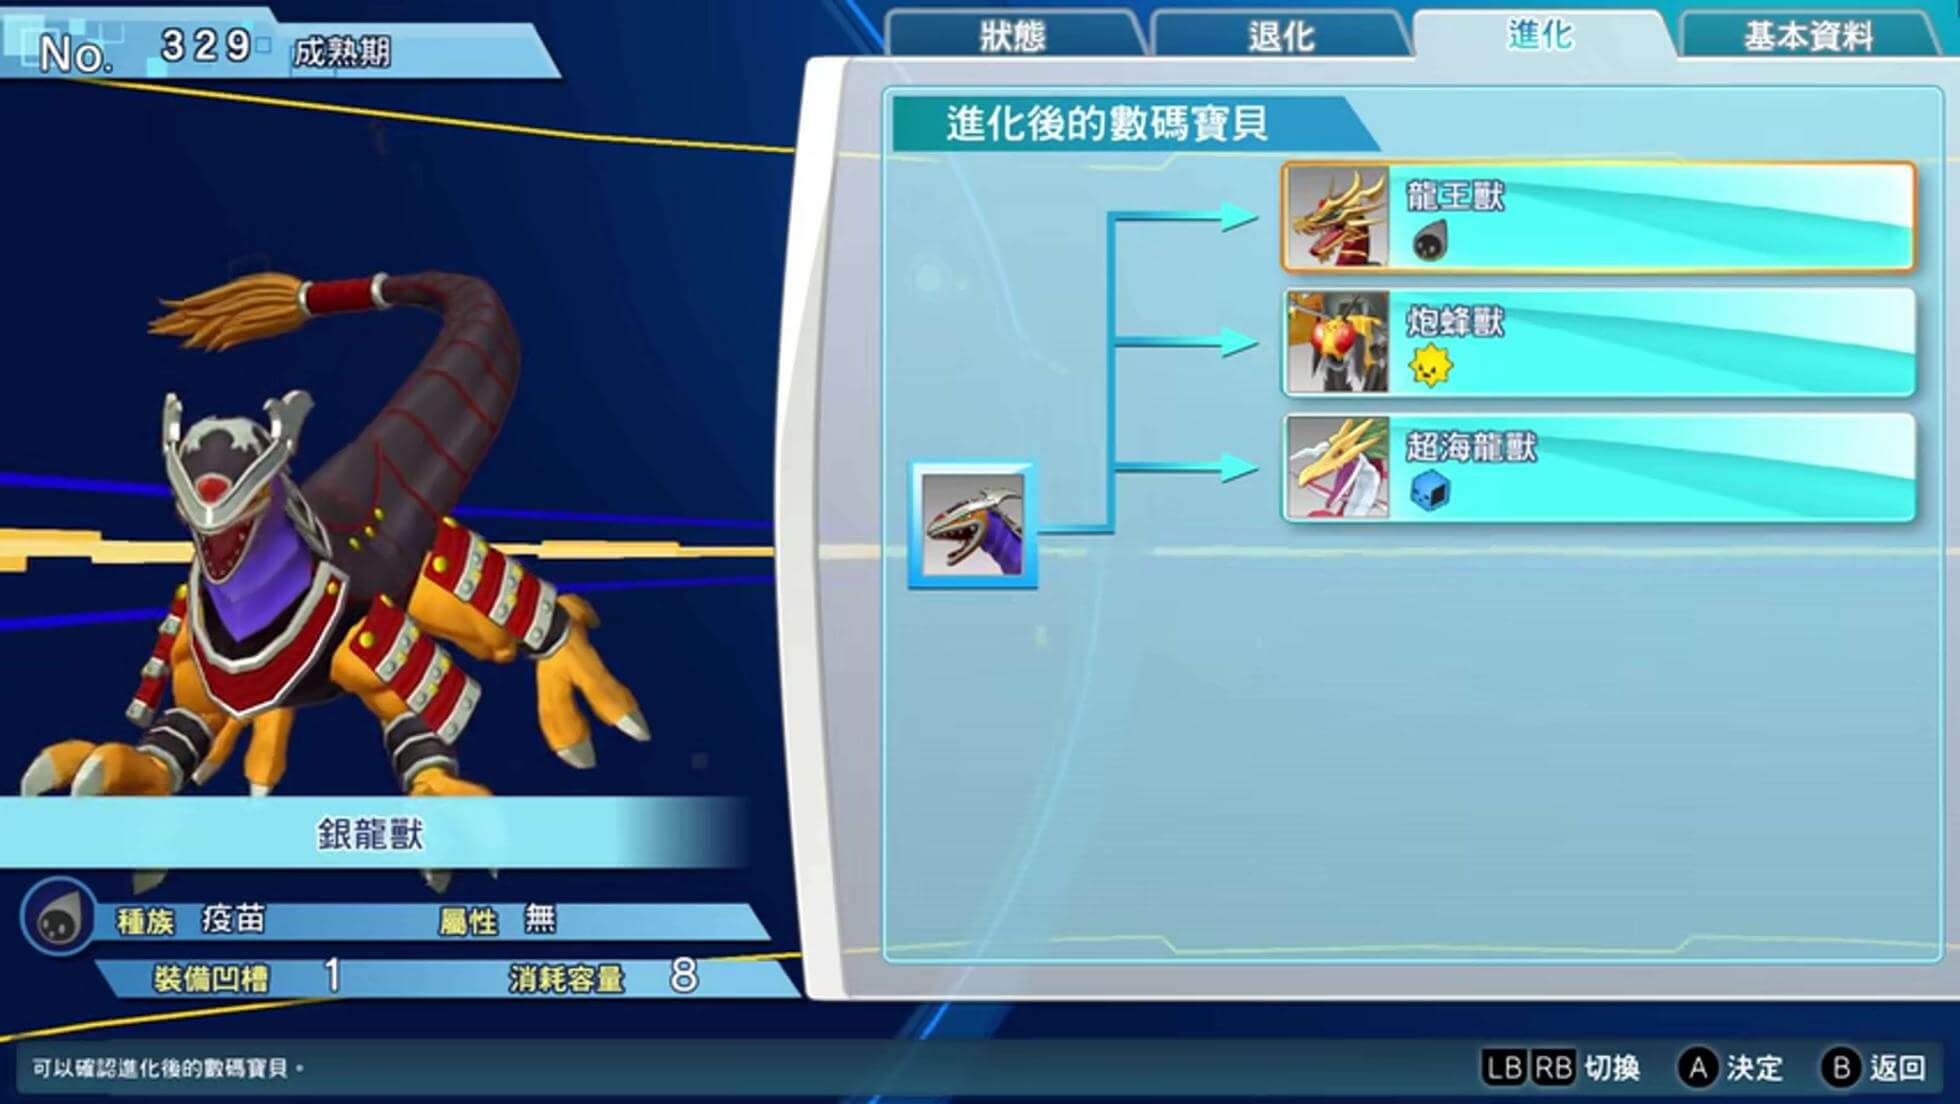 No. 329 成熟期
狀態 退化 進化 基本資料
進化後的數碼寶貝
龍王獸
炮蜂獸
超海龍獸
銀龍獸
種族 疫苗 屬性 無
裝備凹槽 1 消耗容量 8
可以確認進化後的數碼寶貝。
LB RB 切換 A 決定 B 返回